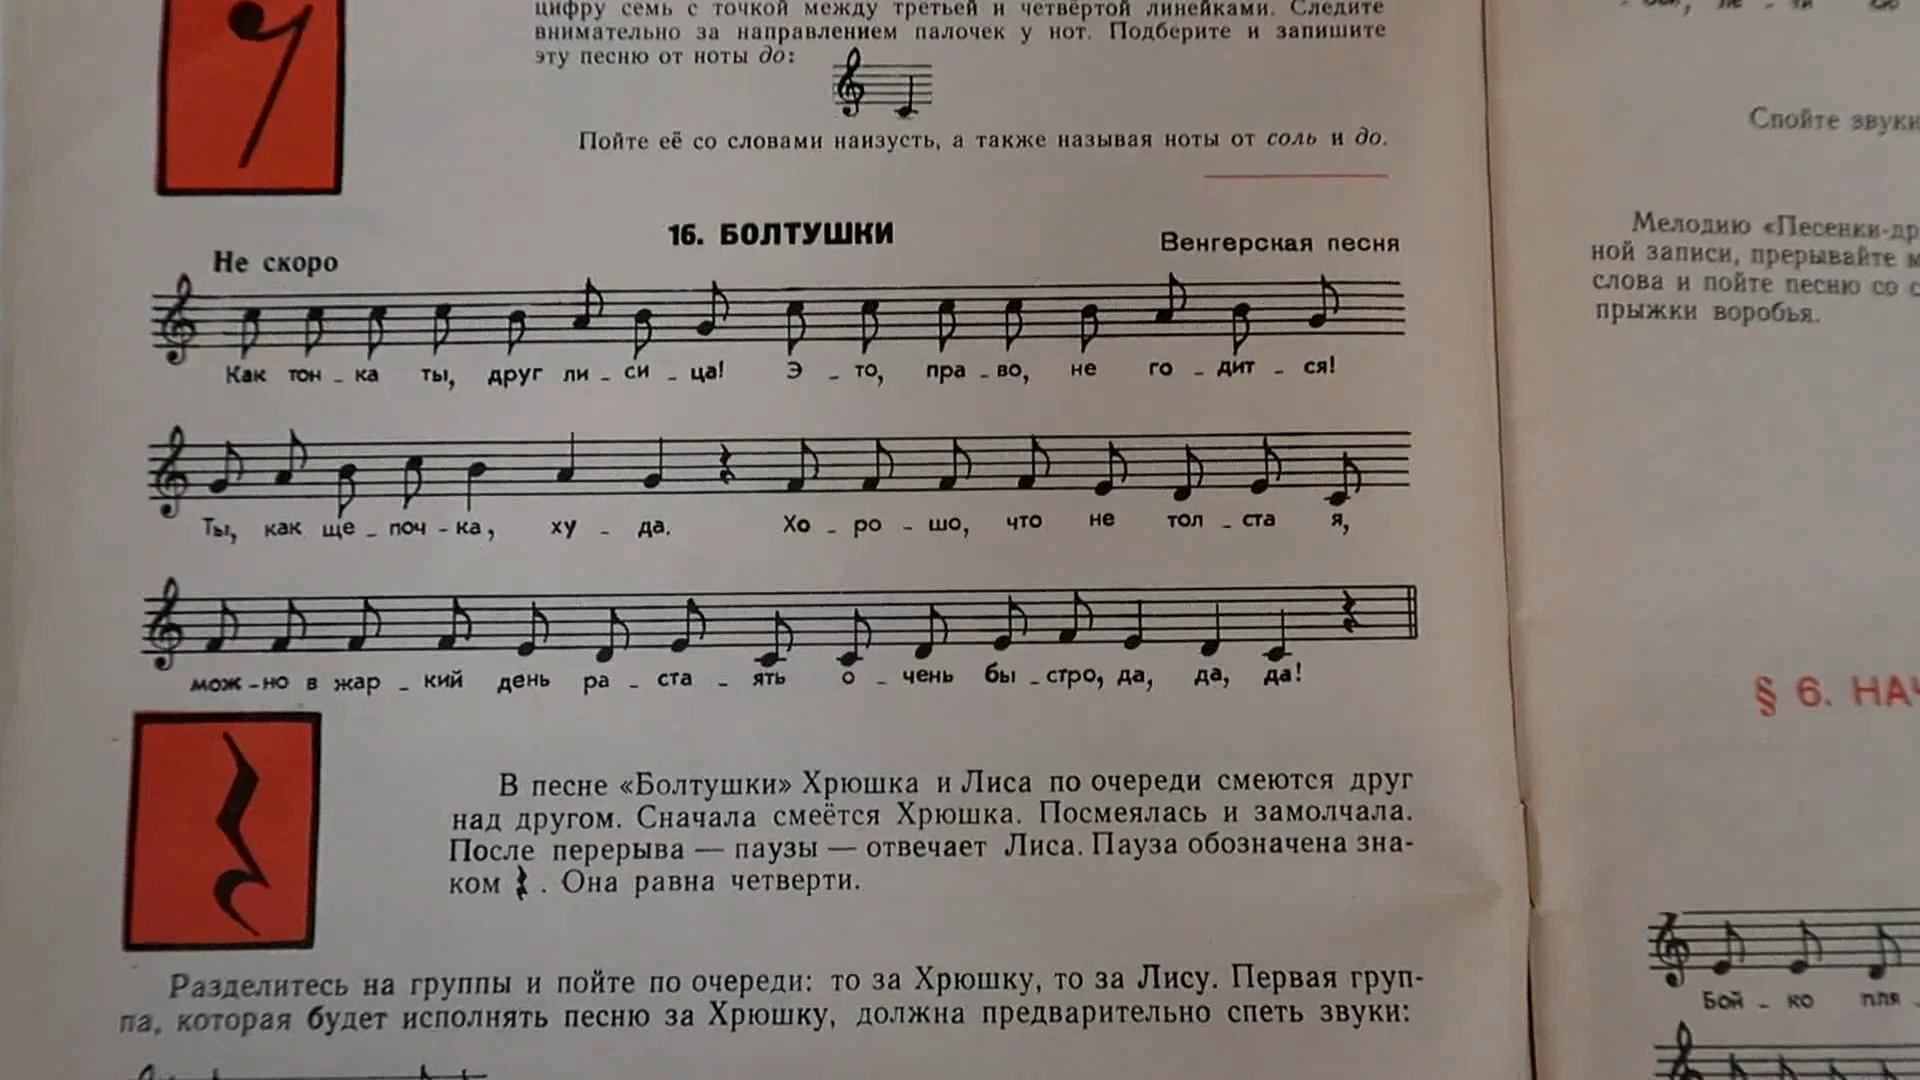 цифру семь с точкой между третьей и четвёртой линейками. Следите
внимательно за направлением палочек у нот. Подберите и запишите
эту песню от ноты до:
Пойте её со словами наизусть, а также называя ноты от соль и до.
16. БОЛТУШКИ
Не скоро
Венгерская песня
Как тон - ка ты, друг ли - си - ца! Э - то, пра - во, не го - дит - ся!
Ты, как ще - поч - ка, ху - да. Хо - ро - шо, что не тол - ста я,
мож - но в жар - кий день ра - ста - ять о - чень бы - стро, да, да, да!
В песне «Болтушки» Хрюшка и Лиса по очереди смеются друг
над другом. Сначала смеётся Хрюшка. Посмеялась и замолчала.
После перерыва — паузы — отвечает Лиса. Пауза обозначена зна-
ком . Она равна четверти.
Разделитесь на группы и пойте по очереди: то за Хрюшку, то за Лису. Первая груп-
па, которая будет исполнять песню за Хрюшку, должна предварительно спеть звуки:
Спойте звуки
Мелодию «Песенки-др
ной записи, прерывайте м
слова и пойте песню со с
прыжки воробья.
§ 6. НАЧ
Бой - ко пля -